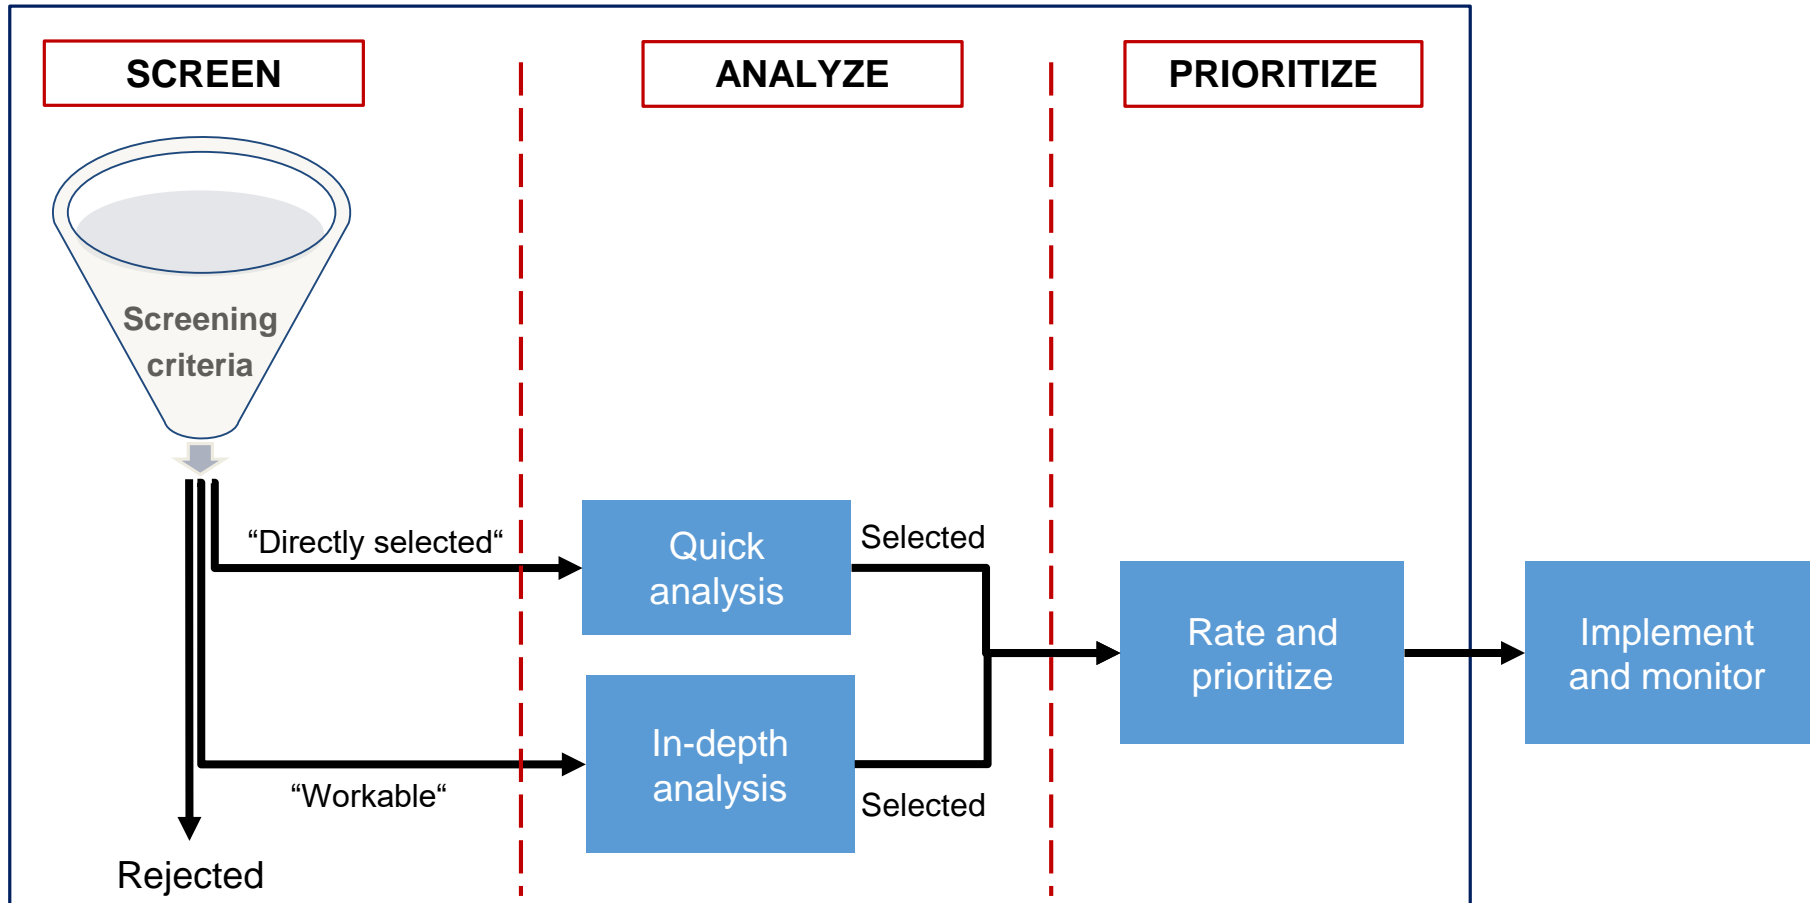 SCREEN
ANALYZE
PRIORITIZE
Screening
criteria
“Directly selected“
Quick
analysis
Selected
Rate and
prioritize
Implement
and monitor
“Workable“
In-depth
analysis
Selected
Rejected